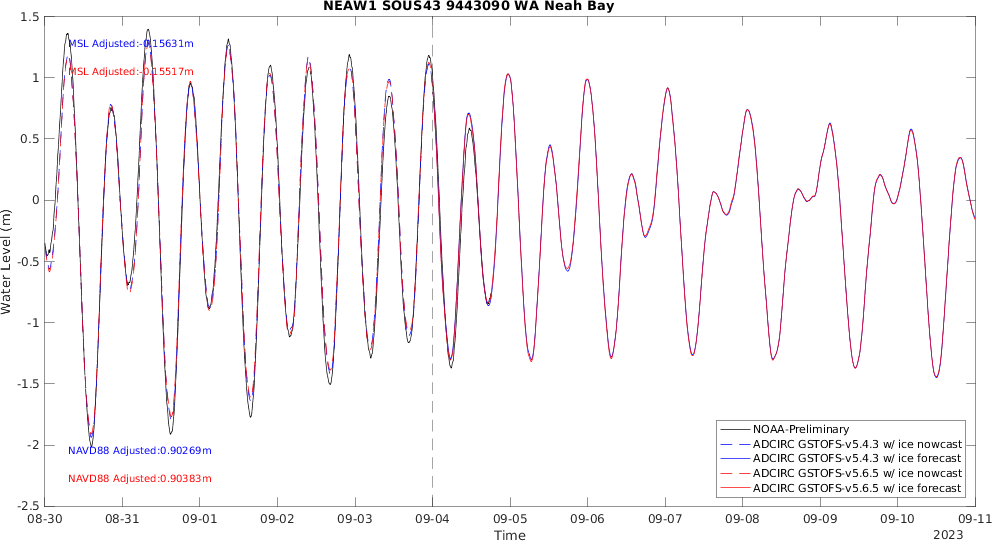 NEAW1 SOUS43 9443090 WA Neah Bay
1.5
1
0.5
0
-0.5
-1
-1.5
-2
-2.5
Water Level (m)
MSL Adjusted:-0.15631m
MSL Adjusted:-0.15517m
NAVD88 Adjusted:0.90269m
NAVD88 Adjusted:0.90383m
NOAA-Preliminary
ADCIRC GSTOFS-v5.4.3 w/ ice nowcast
ADCIRC GSTOFS-v5.4.3 w/ ice forecast
ADCIRC GSTOFS-v5.6.5 w/ ice nowcast
ADCIRC GSTOFS-v5.6.5 w/ ice forecast
08-30 08-31 09-01 09-02 09-03 09-04 09-05 09-06 09-07 09-08 09-09 09-10 09-11
Time
2023